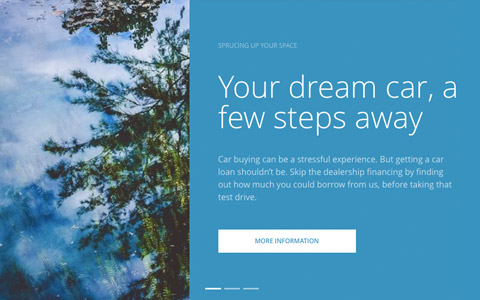 SPRUCING UP YOUR SPACE
Your dream car, a
few steps away
Car buying can be a stressful experience. But getting a car
loan shouldn't be. Skip the dealership financing by finding
out how much you could borrow from us, before taking that
test drive.
MORE INFORMATION